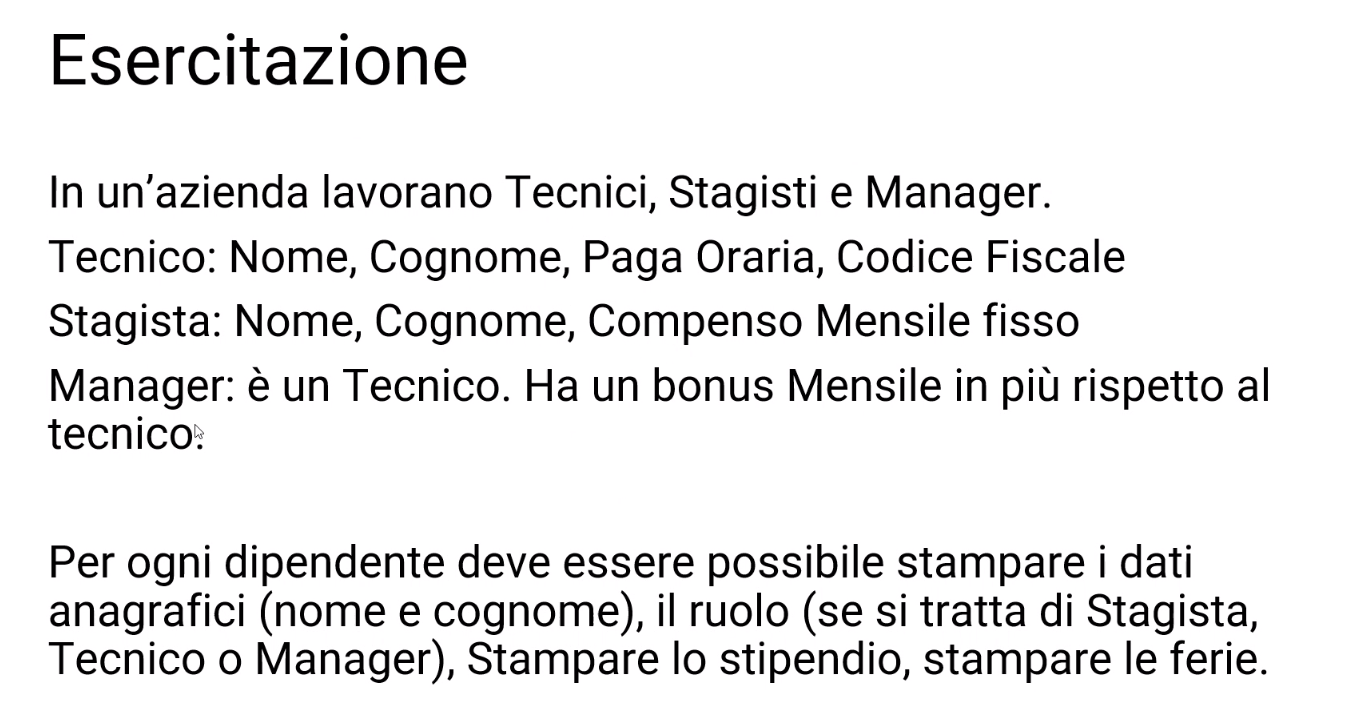 Esercitazione
In un’azienda lavorano Tecnici, Stagisti e Manager.
Tecnico: Nome, Cognome, Paga Oraria, Codice Fiscale
Stagista: Nome, Cognome, Compenso Mensile fisso
Manager: è un Tecnico. Ha un bonus Mensile in più rispetto al
tecnico.
Per ogni dipendente deve essere possibile stampare i dati
anagrafici (nome e cognome), il ruolo (se si tratta di Stagista,
Tecnico o Manager), Stampare lo stipendio, stampare le ferie.